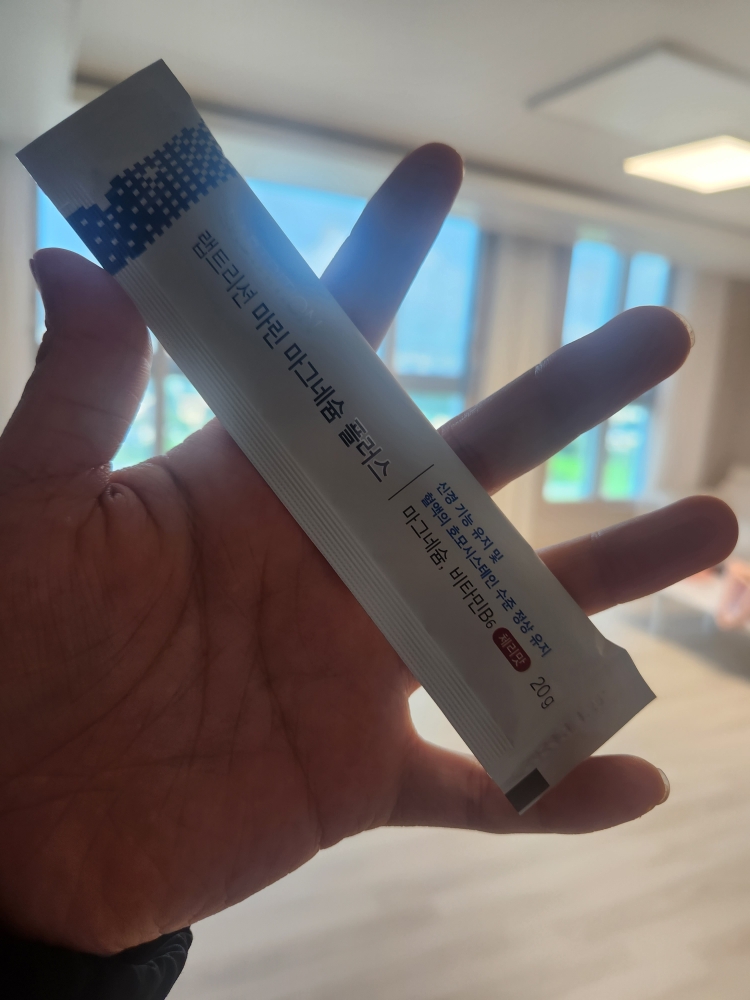 랩트리션 마린 마그네슘 플러스
신경 기능 유지 및
혈액의 호모시스테인 수준 정상 유지
마그네슘, 비타민B6 체리맛 20g